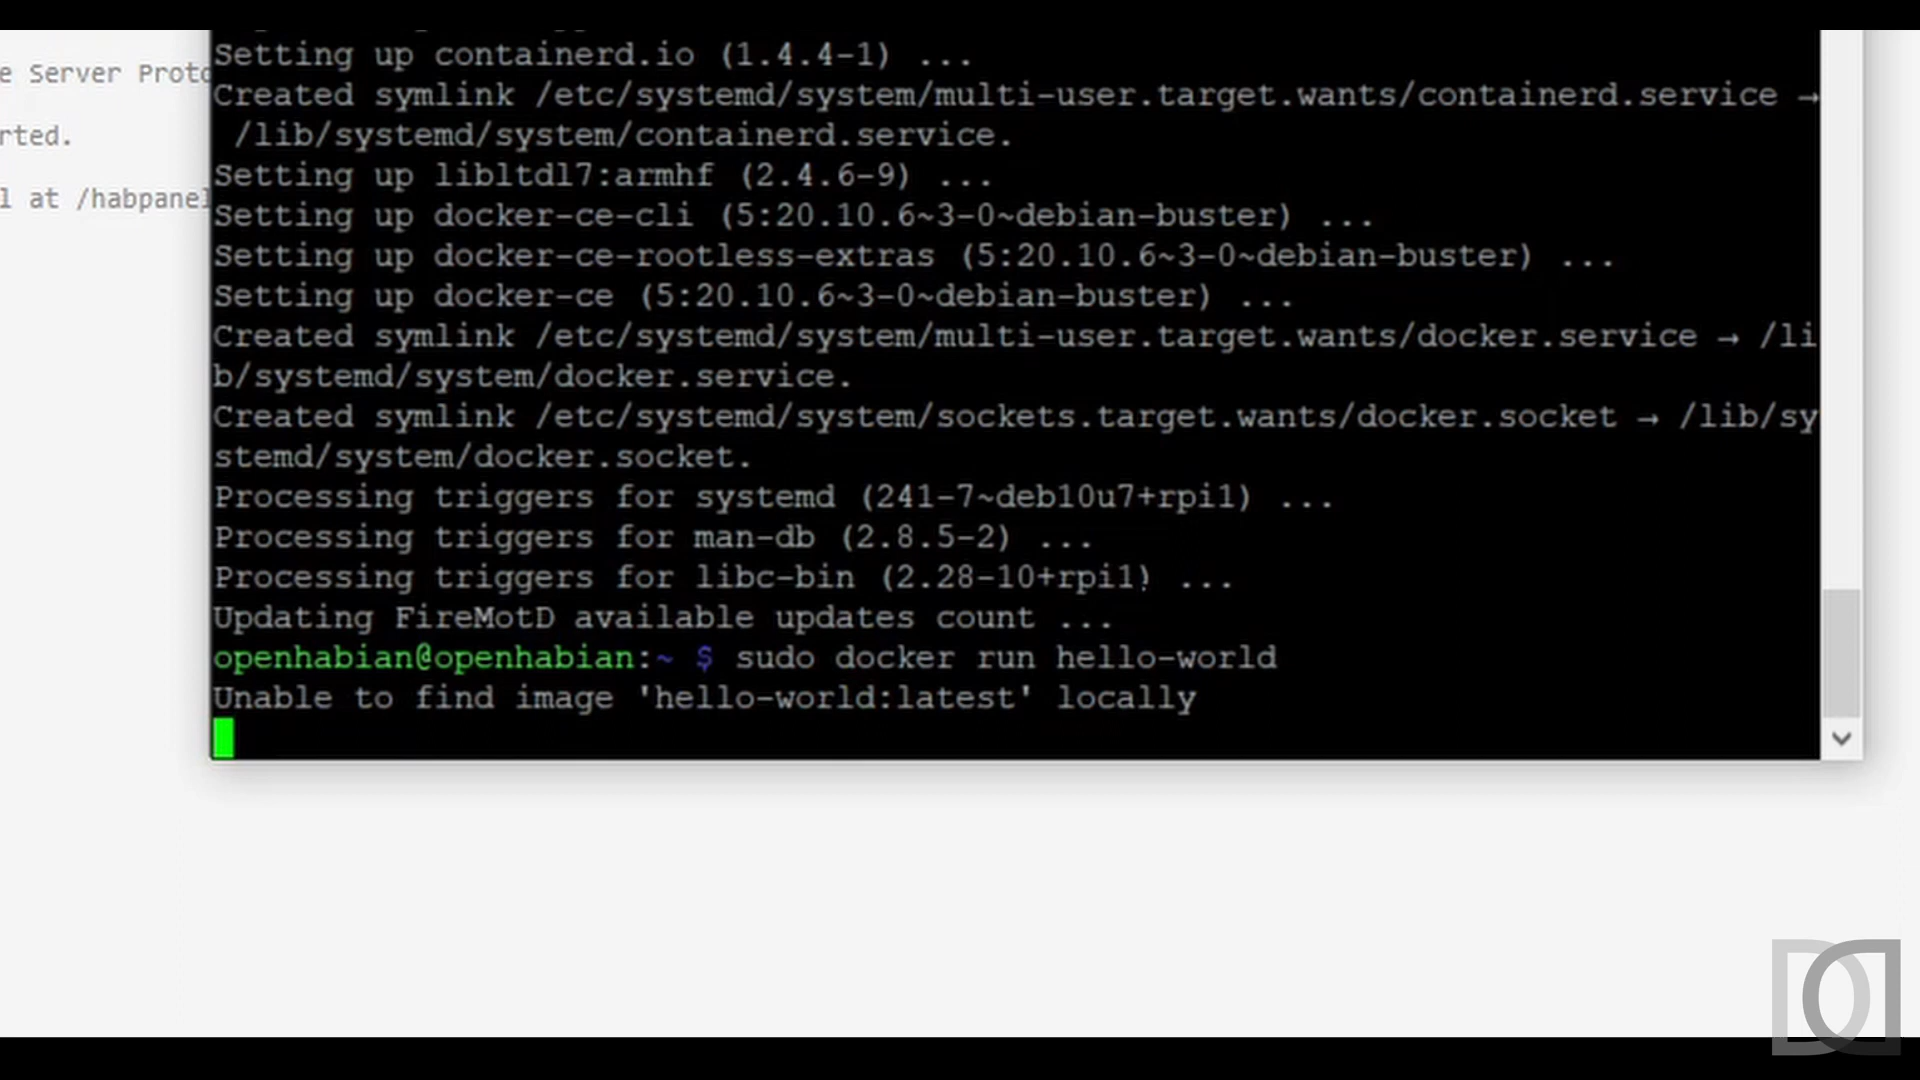 e Server Proto
rted.
l at /habpanel
Setting up containerd.io (1.4.4-1) ...
Created symlink /etc/systemd/system/multi-user.target.wants/containerd.service →
/lib/systemd/system/containerd.service.
Setting up libltdl7:armhf (2.4.6-9) ...
Setting up docker-ce-cli (5:20.10.6~3-0~debian-buster) ...
Setting up docker-ce-rootless-extras (5:20.10.6~3-0~debian-buster) ...
Setting up docker-ce (5:20.10.6~3-0~debian-buster) ...
Created symlink /etc/systemd/system/multi-user.target.wants/docker.service → /li
b/systemd/system/docker.service.
Created symlink /etc/systemd/system/sockets.target.wants/docker.socket → /lib/sy
stemd/system/docker.socket.
Processing triggers for systemd (241-7~deb10u7+rpi1) ...
Processing triggers for man-db (2.8.5-2) ...
Processing triggers for libc-bin (2.28-10+rpi1) ...
Updating FireMotD available updates count ...
openhabian@openhabian:~ $ sudo docker run hello-world
Unable to find image 'hello-world:latest' locally